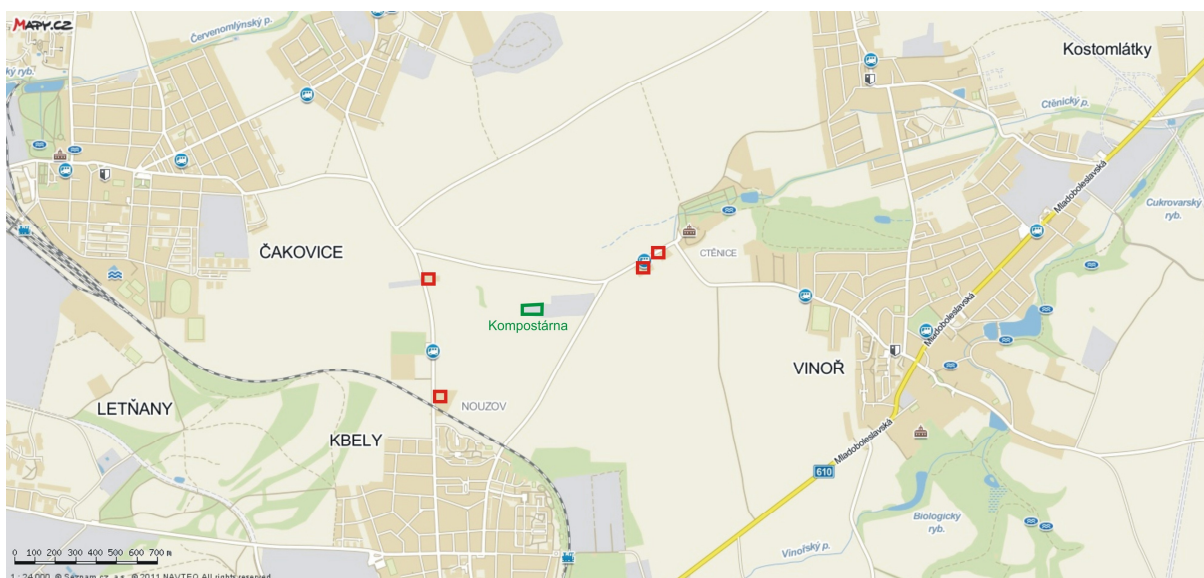 MAPY.CZ
Červenomlýnský p.
Kostomlátky
Ctěnický p.
Mladoboleslavská
Cukrovarský
ryb.
ČAKOVICE
CTĚNICE
Kompostárna
Mladoboleslavská
VINOŘ
LETŇANY
NOUZOV
KBELY
Mladoboleslavská
610
Biologický
ryb.
Vinořský p.
0 100 200 300 400 500 600 700 m
1 : 24 000 © Seznam.cz, a.s., © 2011 NAVTEQ All rights reserved